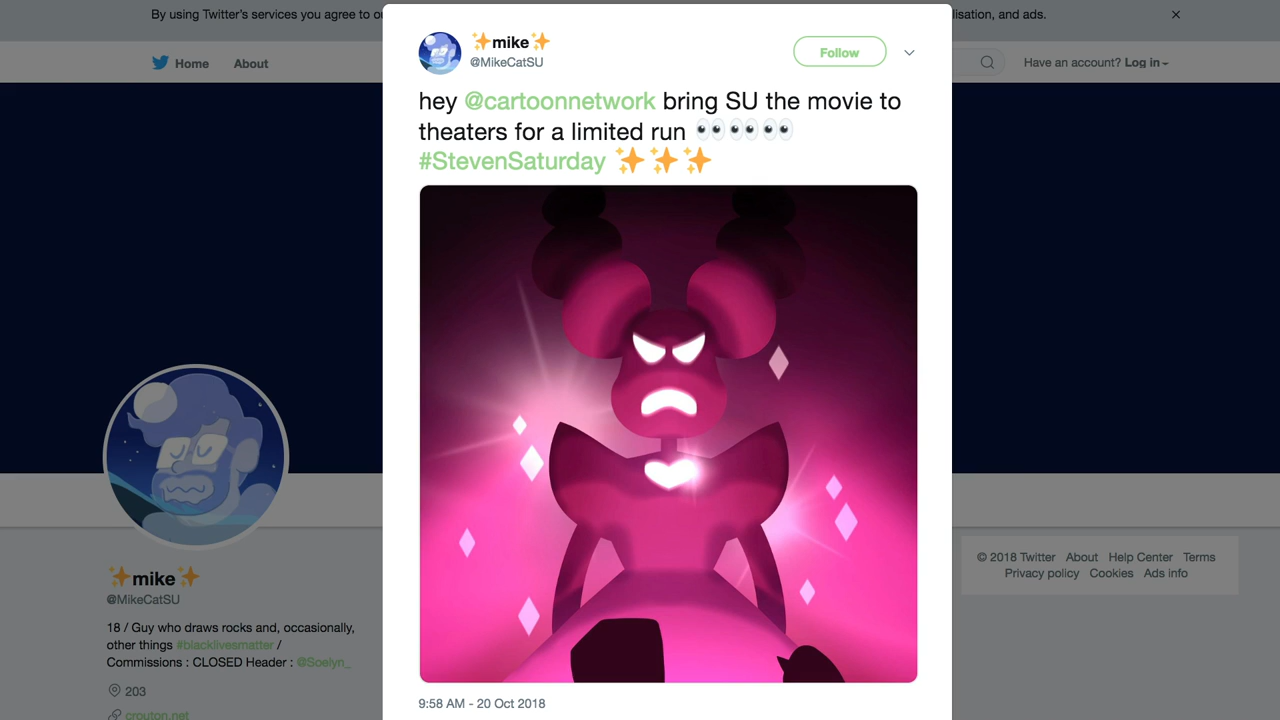 By using Twitter's services you agree to o
lisation, and ads.
Home
About
Have an account? Log in
✨mike✨
@MikeCatSU
Follow
hey @cartoonnetwork bring SU the movie to
theaters for a limited run 👀👀👀
#StevenSaturday ✨✨✨
9:58 AM - 20 Oct 2018
✨mike✨
@MikeCatSU
18 / Guy who draws rocks and, occasionally,
other things #blacklivesmatter /
Commissions : CLOSED Header : @Soelyn_
203
crouton.net
© 2018 Twitter About Help Center Terms
Privacy policy Cookies Ads info